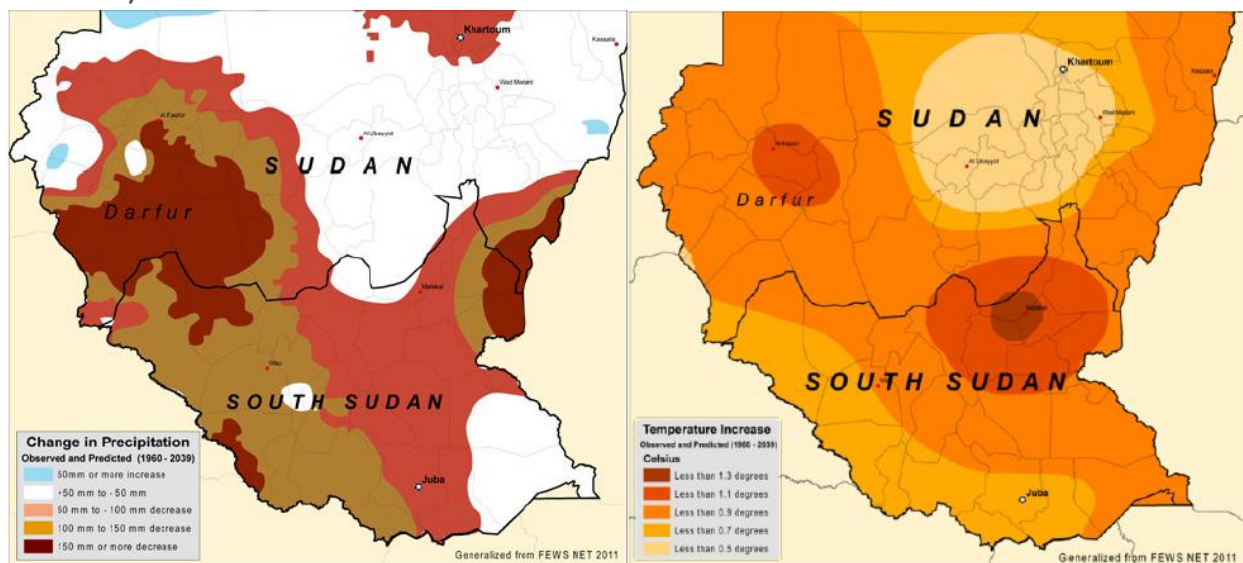 Khartoum
Kassala
Wad Madani
Al Fashir
Al Ubayyid
SUDAN
Darfur
Malakal
Wau
SOUTH SUDAN
Juba
Change in Precipitation
Observed and Predicted (1960 - 2039)
50mm or more increase
+50 mm to - 50 mm
50 mm to - 100 mm decrease
100 mm to 150 mm decrease
150 mm or more decrease
Generalized from FEWS NET 2011
Khartoum
Kassala
Wad Madani
SUDAN
Al Fashir
Al Ubayyid
Darfur
Malakal
SOUTH SUDAN
Juba
Temperature Increase
Observed and Predicted (1960 - 2039)
Celsius
Less than 1.3 degrees
Less than 1.1 degrees
Less than 0.9 degrees
Less than 0.7 degrees
Less than 0.5 degrees
Generalized from FEWS NET 2011